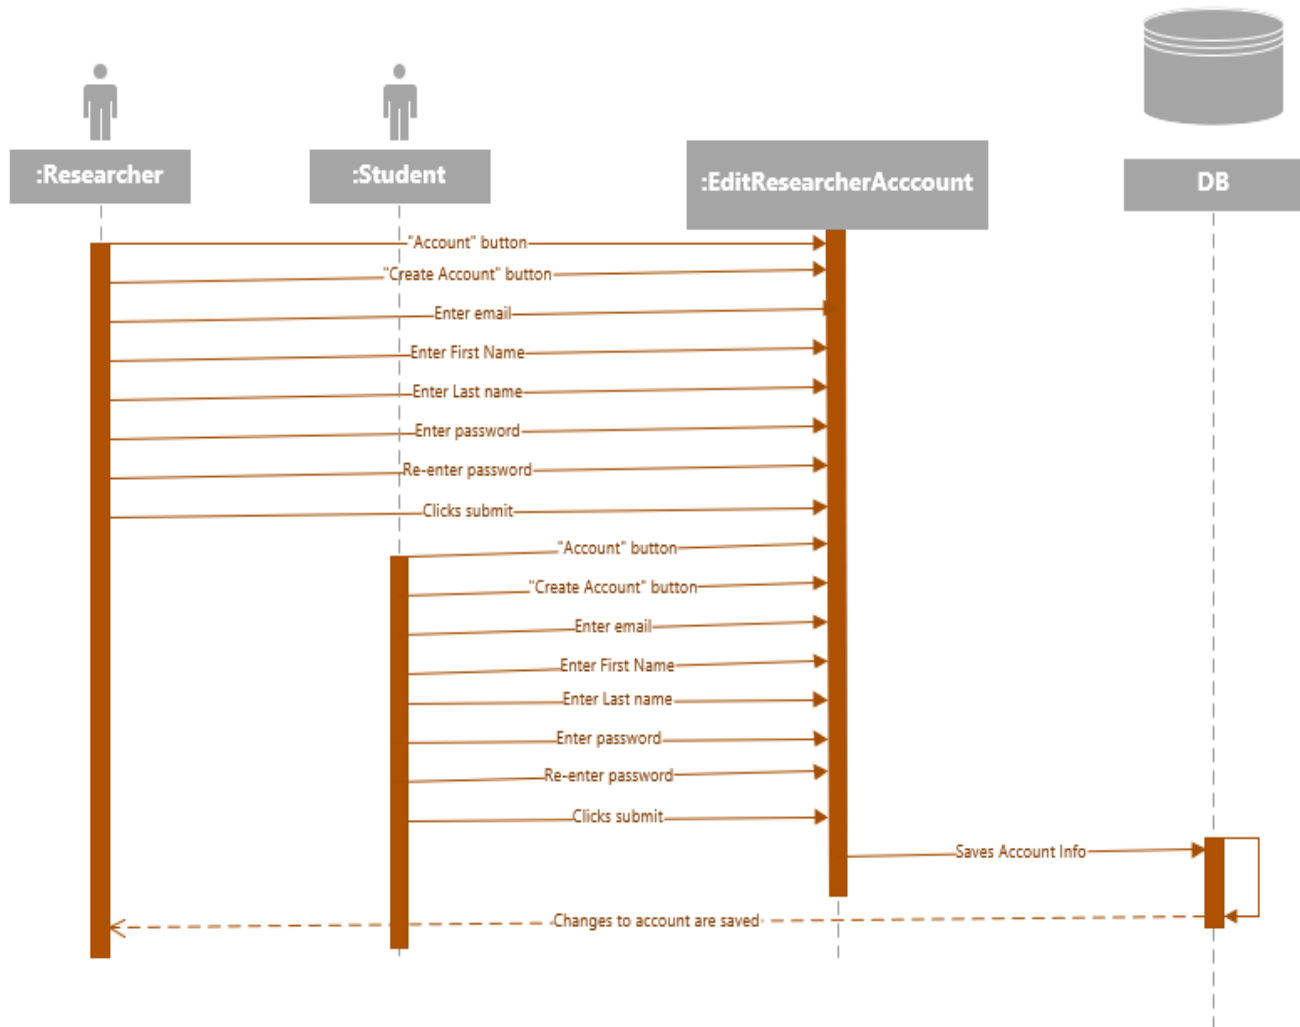 :Researcher
:Student
:EditResearcherAcccount
DB
"Account" button
"Create Account" button
Enter email
Enter First Name
Enter Last name
Enter password
Re-enter password
Clicks submit
"Account" button
"Create Account" button
Enter email
Enter First Name
Enter Last name
Enter password
Re-enter password
Clicks submit
Saves Account Info
Changes to account are saved